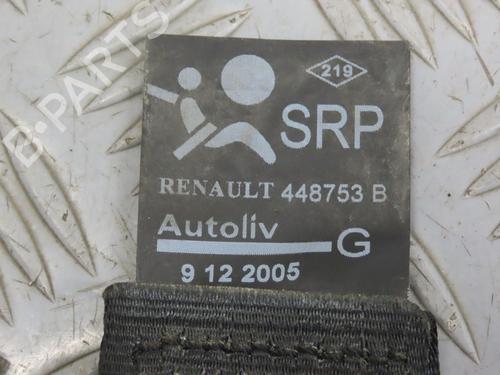 219
SRP
RENAULT 448753 B
Autoliv
G
9 12 2005
B-PARTS